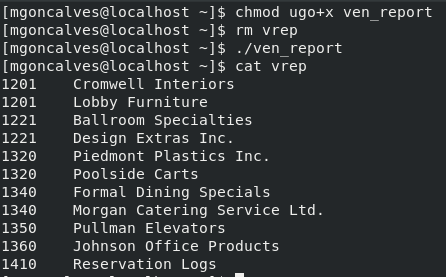 [mgoncalves@localhost ~]$ chmod ugo+x ven_report
[mgoncalves@localhost ~]$ rm vrep
[mgoncalves@localhost ~]$ ./ven_report
[mgoncalves@localhost ~]$ cat vrep
1201    Cromwell Interiors
1201    Lobby Furniture
1221    Ballroom Specialties
1221    Design Extras Inc.
1320    Piedmont Plastics Inc.
1320    Poolside Carts
1340    Formal Dining Specials
1340    Morgan Catering Service Ltd.
1350    Pullman Elevators
1360    Johnson Office Products
1410    Reservation Logs